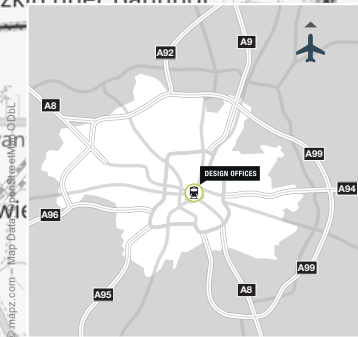 A9
A92
A8
A99
DESIGN OFFICES
A94
A96
A99
A95
A8
© mapz.com – Map Data: OpenStreetMap ODbL